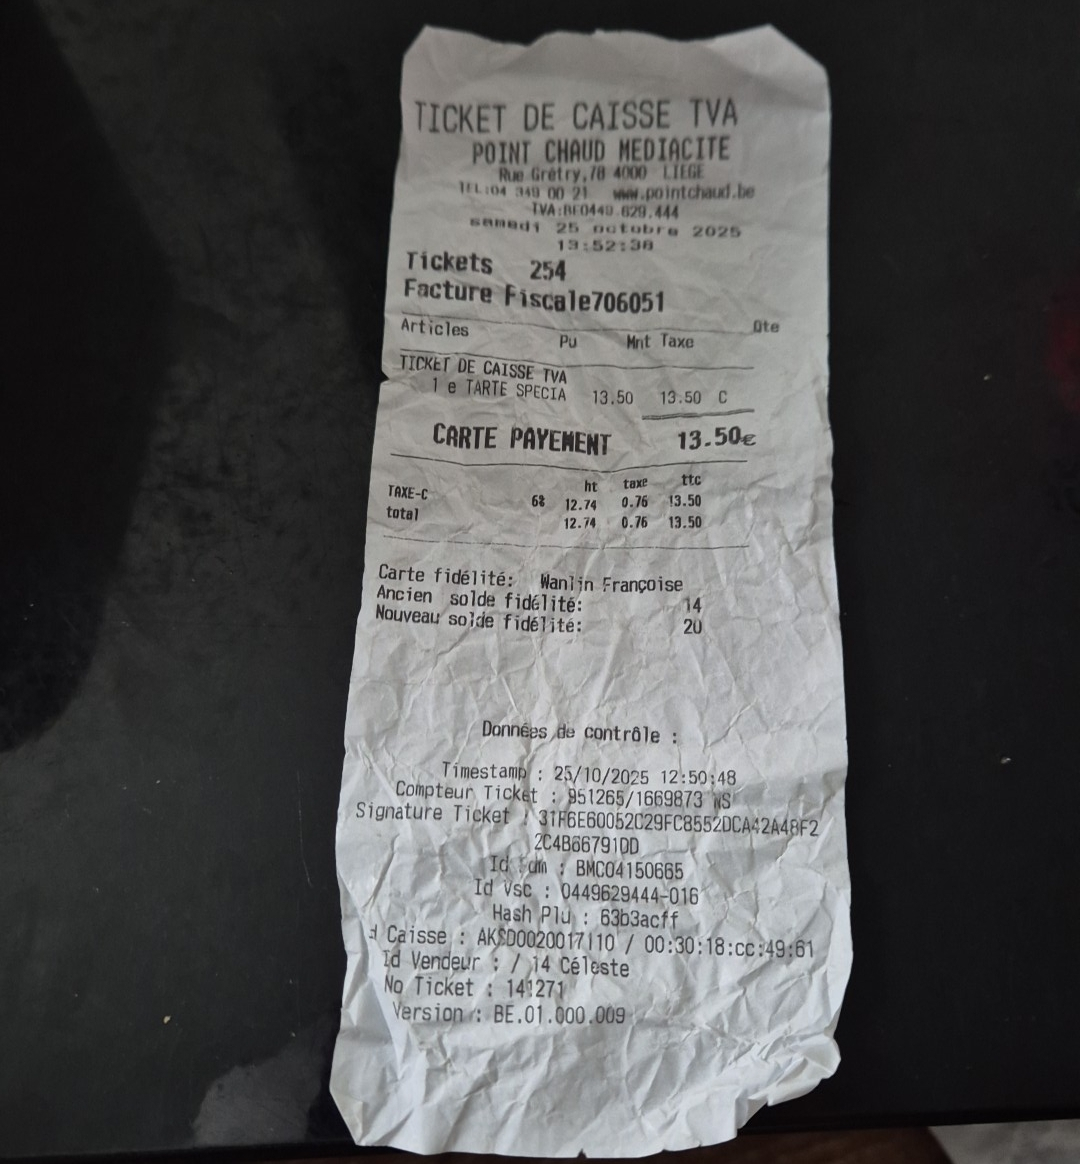 TICKET DE CAISSE TVA
POINT CHAUD MEDIACITE
Rue Grétry,78 4000 LIEGE
TEL:04 349 00 21 www.pointchaud.be
TVA:BE0449.629.444
samedi 25 octobre 2025
13:52:38
Tickets 254
Facture Fiscale706051
Qte
Articles Pu Mnt Taxe
TICKET DE CAISSE TVA
1 e TARTE SPECIA 13.50 13.50 C
CARTE PAYEMENT 13.50€
ht taxe ttc
TAXE-C 6% 12.74 0.76 13.50
total 12.74 0.76 13.50
Carte fidélité: Wanlin Françoise
Ancien solde fidélité: 14
Nouveau solde fidélité: 20
Données de contrôle :
Timestamp : 25/10/2025 12:50:48
Compteur Ticket : 951265/1669873 NS
Signature Ticket : 31F6E60052C29FC8552DCA42A48F2
2C4B66791DD
Id Fdm : BMC04150665
Id Vsc : 0449629444-016
Hash Plu : 63b3acff
d Caisse : AKSD0020017110 / 00:30:18:cc:49:61
Id Vendeur : / 14 Céleste
No Ticket : 141271
Version : BE.01.000.009